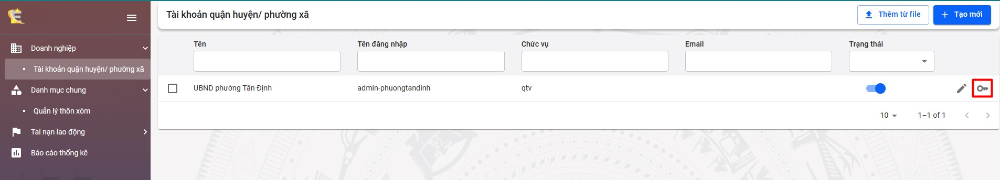 Tài khoản quận huyện/ phường xã
Thêm từ file
Tạo mới
Doanh nghiệp
Tài khoản quận huyện/ phường xã
Danh mục chung
Quản lý thôn xóm
Tai nạn lao động
Báo cáo thống kê
Tên
Tên đăng nhập
Chức vụ
Email
Trạng thái
UBND phường Tân Định
admin-phuongtandinh
qtv
10
1–1 of 1